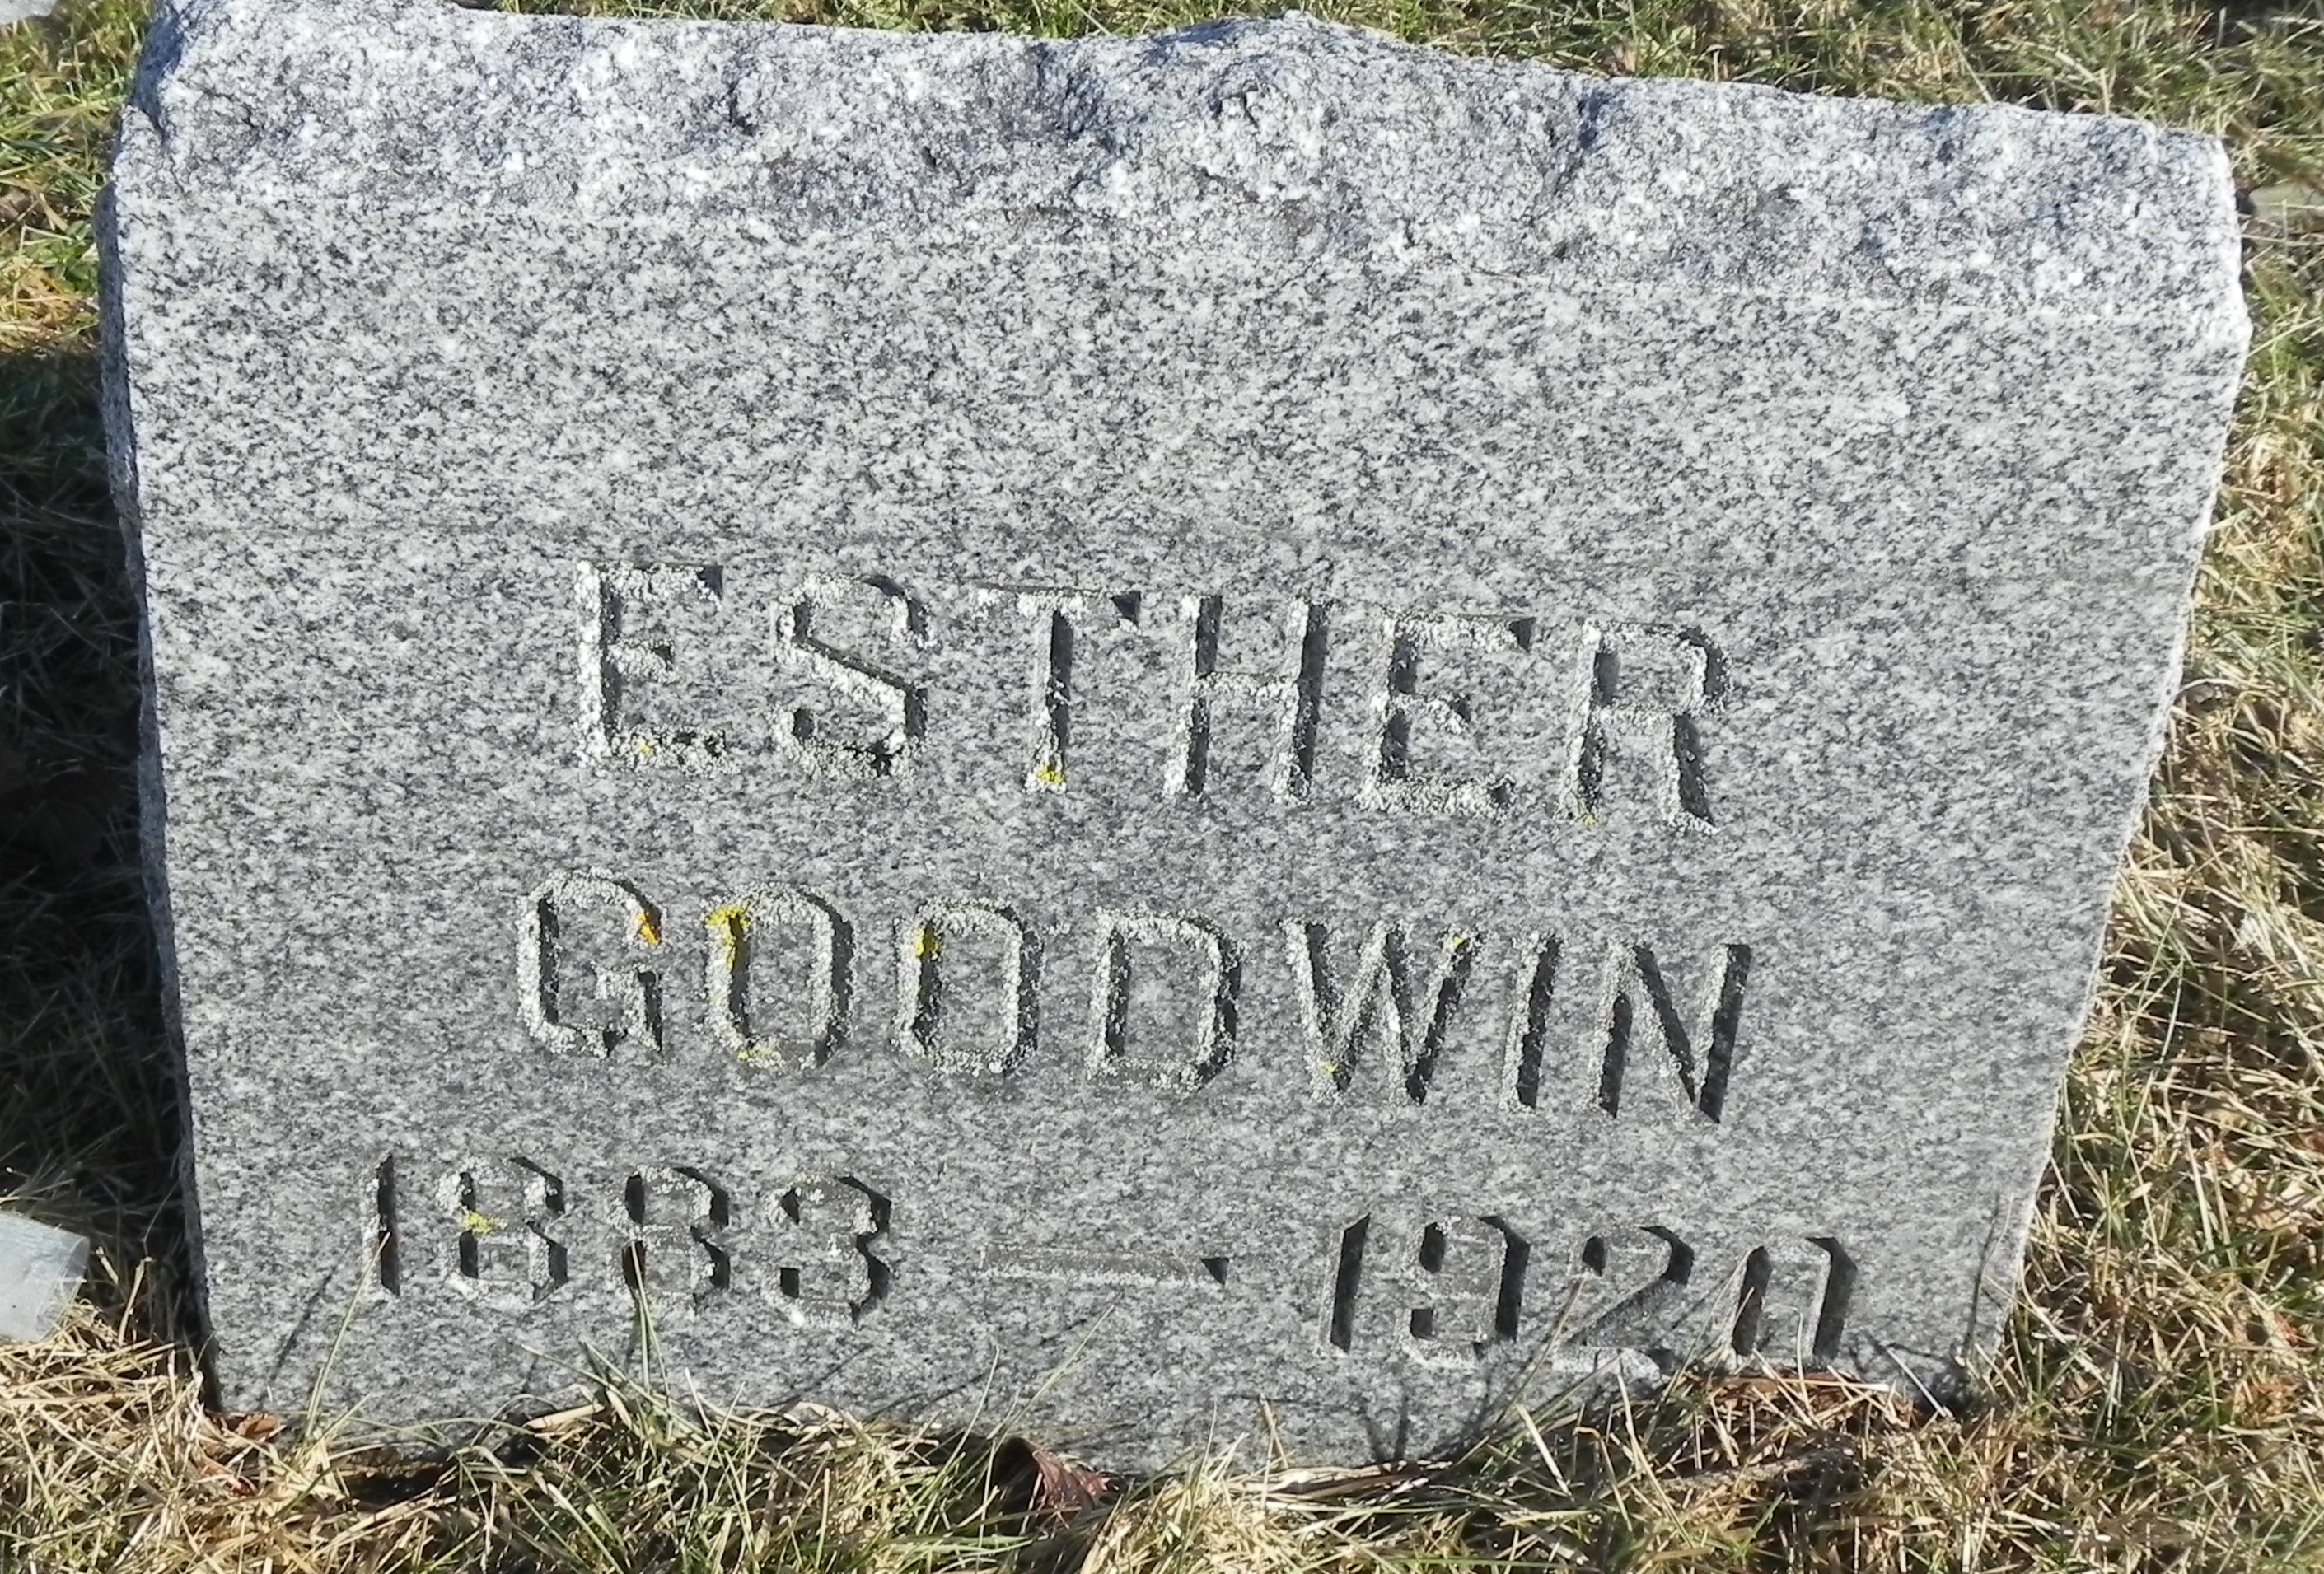 ESTHER
GOODWIN
1883 — 1920